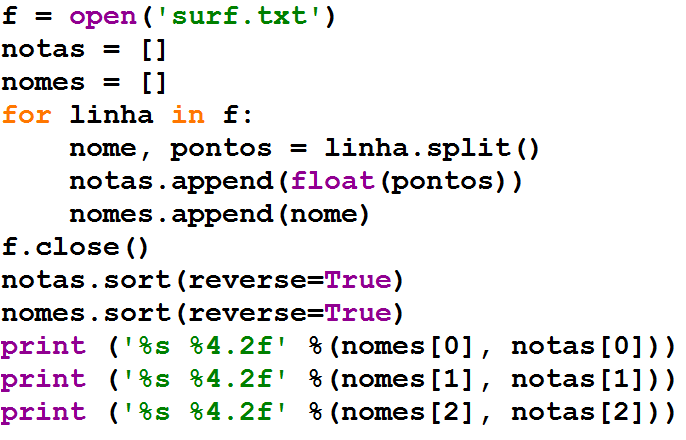 f = open('surf.txt')
notas = []
nomes = []
for linha in f:
    nome, pontos = linha.split()
    notas.append(float(pontos))
    nomes.append(nome)
f.close()
notas.sort(reverse=True)
nomes.sort(reverse=True)
print ('%s %4.2f' %(nomes[0], notas[0]))
print ('%s %4.2f' %(nomes[1], notas[1]))
print ('%s %4.2f' %(nomes[2], notas[2]))